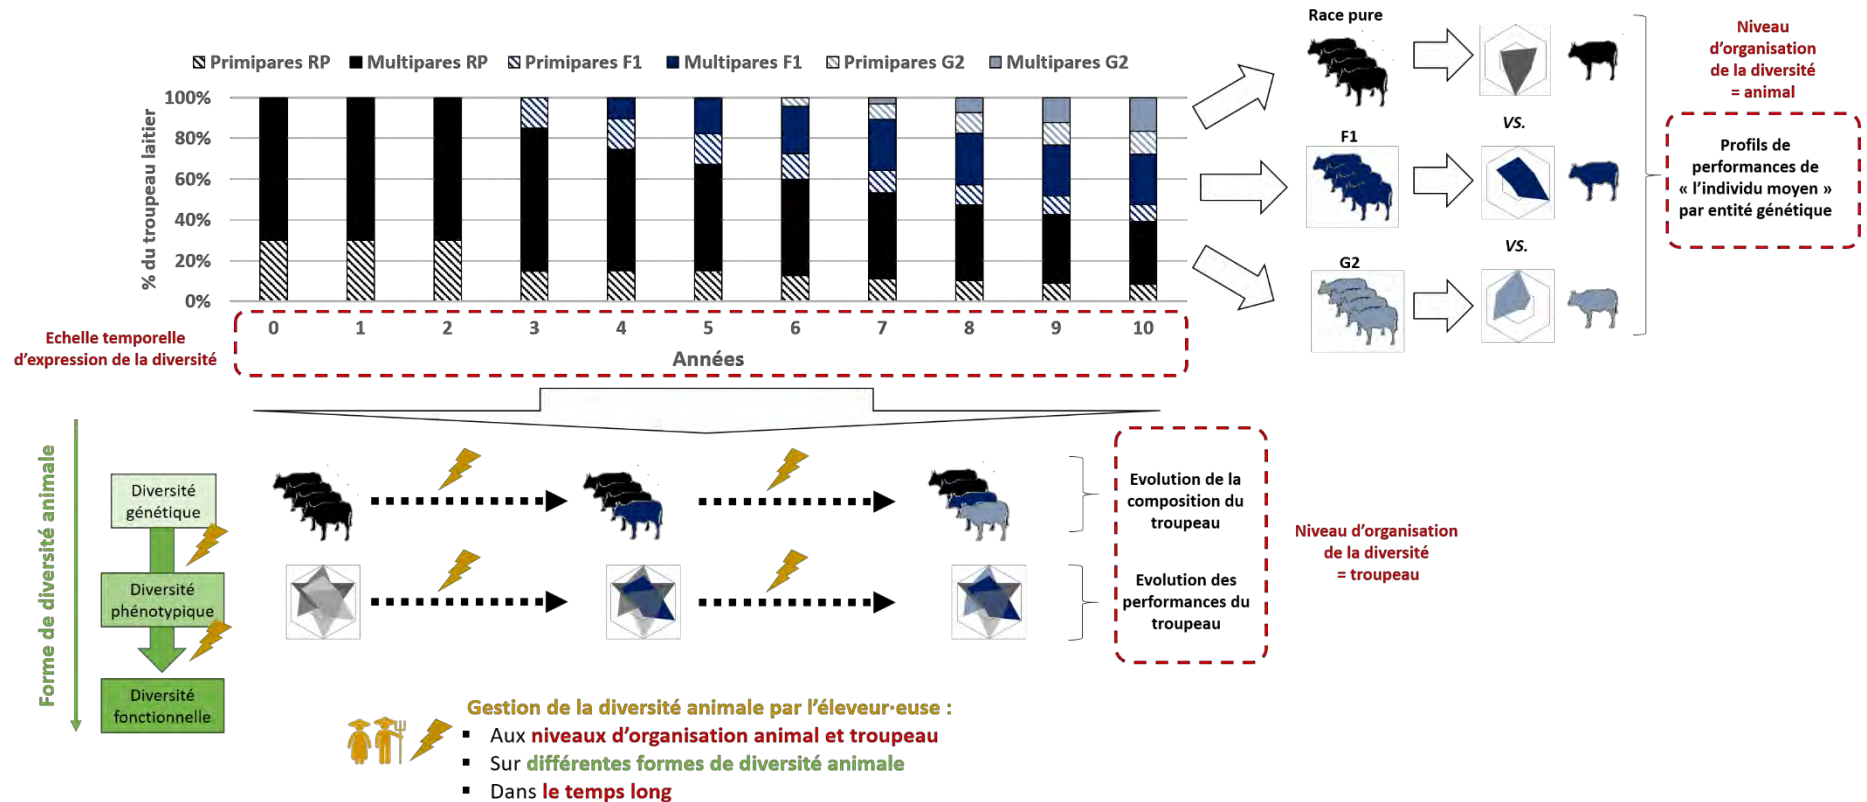 Primipares RP Multipares RP Primipares F1 Multipares F1 Primipares G2 Multipares G2
% du troupeau laitier
100%
80%
60%
40%
20%
0%
0 1 2 3 4 5 6 7 8 9 10
Années
Echelle temporelle
d'expression de la diversité
Race pure
VS.
F1
VS.
G2
Niveau
d'organisation
de la diversité
= animal
Profils de
performances de
« l'individu moyen »
par entité génétique
Forme de diversité animale
Diversité
génétique
Diversité
phénotypique
Diversité
fonctionnelle
Evolution de la
composition du
troupeau
Evolution des
performances du
troupeau
Niveau d'organisation
de la diversité
= troupeau
Gestion de la diversité animale par l'éleveur·euse :
▪ Aux niveaux d'organisation animal et troupeau
▪ Sur différentes formes de diversité animale
▪ Dans le temps long